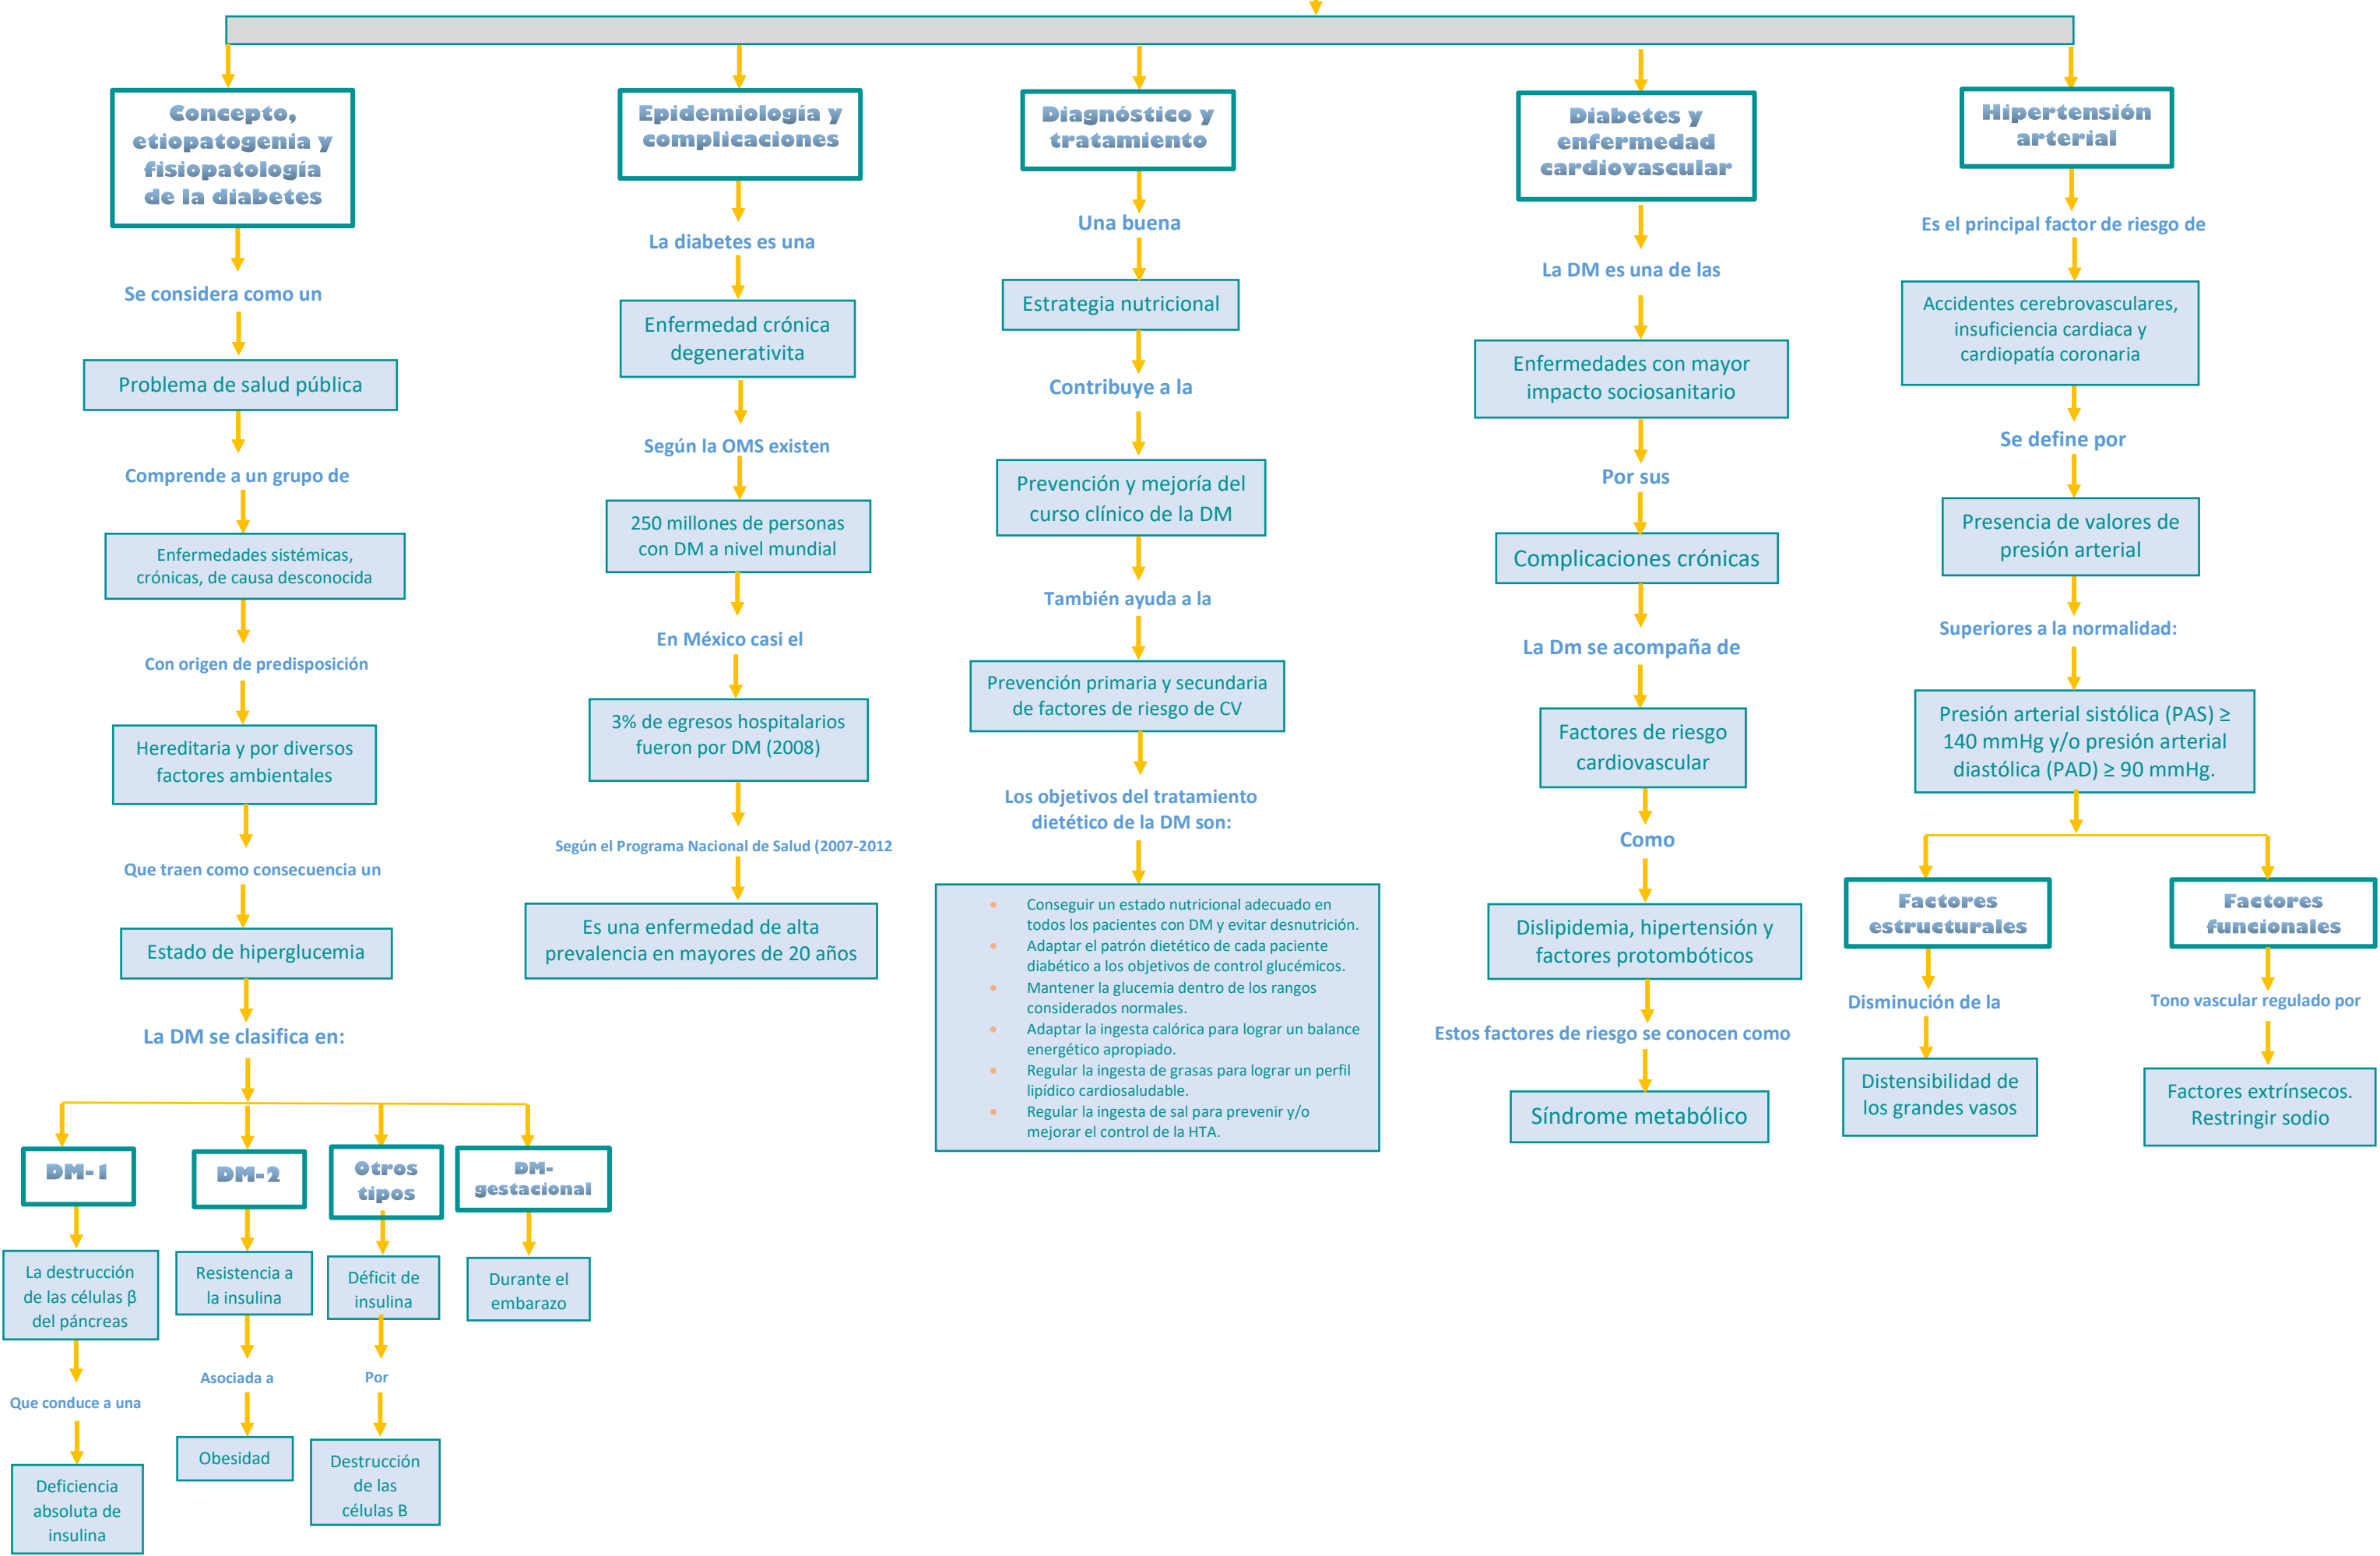 Concepto,
etiopatogenia y
fisiopatología
de la diabetes
Se considera como un
Problema de salud pública
Comprende a un grupo de
Enfermedades sistémicas,
crónicas, de causa desconocida
Con origen de predisposición
Hereditaria y por diversos
factores ambientales
Que traen como consecuencia un
Estado de hiperglucemia
La DM se clasifica en:
DM-1
La destrucción
de las células β
del páncreas
Que conduce a una
Deficiencia
absoluta de
insulina
DM-2
Resistencia a
la insulina
Asociada a
Obesidad
Otros
tipos
Déficit de
insulina
Por
Destrucción
de las
células B
DM-
gestacional
Durante el
embarazo
Epidemiología y
complicaciones
La diabetes es una
Enfermedad crónica
degenerativita
Según la OMS existen
250 millones de personas
con DM a nivel mundial
En México casi el
3% de egresos hospitalarios
fueron por DM (2008)
Según el Programa Nacional de Salud (2007-2012
Es una enfermedad de alta
prevalencia en mayores de 20 años
Diagnóstico y
tratamiento
Una buena
Estrategia nutricional
Contribuye a la
Prevención y mejoría del
curso clínico de la DM
También ayuda a la
Prevención primaria y secundaria
de factores de riesgo de CV
Los objetivos del tratamiento
dietético de la DM son:
• Conseguir un estado nutricional adecuado en
todos los pacientes con DM y evitar desnutrición.
• Adaptar el patrón dietético de cada paciente
diabético a los objetivos de control glucémicos.
• Mantener la glucemia dentro de los rangos
considerados normales.
• Adaptar la ingesta calórica para lograr un balance
energético apropiado.
• Regular la ingesta de grasas para lograr un perfil
lipídico cardiosaludable.
• Regular la ingesta de sal para prevenir y/o
mejorar el control de la HTA.
Diabetes y
enfermedad
cardiovascular
La DM es una de las
Enfermedades con mayor
impacto sociosanitario
Por sus
Complicaciones crónicas
La Dm se acompaña de
Factores de riesgo
cardiovascular
Como
Dislipidemia, hipertensión y
factores protombóticos
Estos factores de riesgo se conocen como
Síndrome metabólico
Hipertensión
arterial
Es el principal factor de riesgo de
Accidentes cerebrovasculares,
insuficiencia cardiaca y
cardiopatía coronaria
Se define por
Presencia de valores de
presión arterial
Superiores a la normalidad:
Presión arterial sistólica (PAS) ≥
140 mmHg y/o presión arterial
diastólica (PAD) ≥ 90 mmHg.
Factores
estructurales
Disminución de la
Distensibilidad de
los grandes vasos
Factores
funcionales
Tono vascular regulado por
Factores extrínsecos.
Restringir sodio